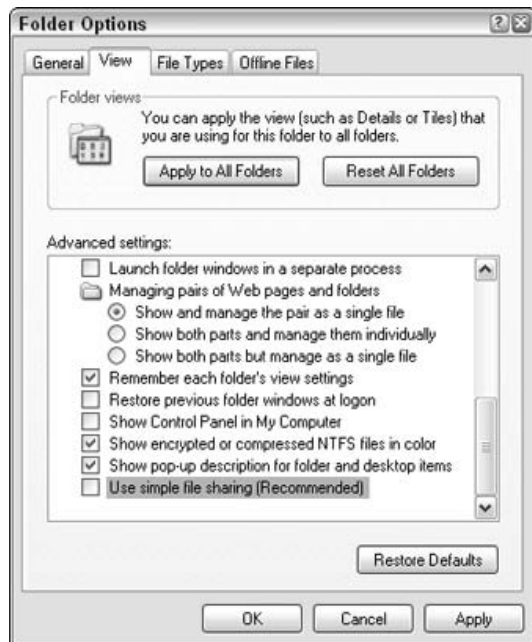 Folder Options
General View File Types Offline Files
Folder views
You can apply the view (such as Details or Tiles) that
you are using for this folder to all folders.
Apply to All Folders Reset All Folders
Advanced settings:
Launch folder windows in a separate process
Managing pairs of Web pages and folders
Show and manage the pair as a single file
Show both parts and manage them individually
Show both parts but manage as a single file
Remember each folder's view settings
Restore previous folder windows at logon
Show Control Panel in My Computer
Show encrypted or compressed NTFS files in color
Show pop-up description for folder and desktop items
Use simple file sharing (Recommended)
Restore Defaults
OK Cancel Apply